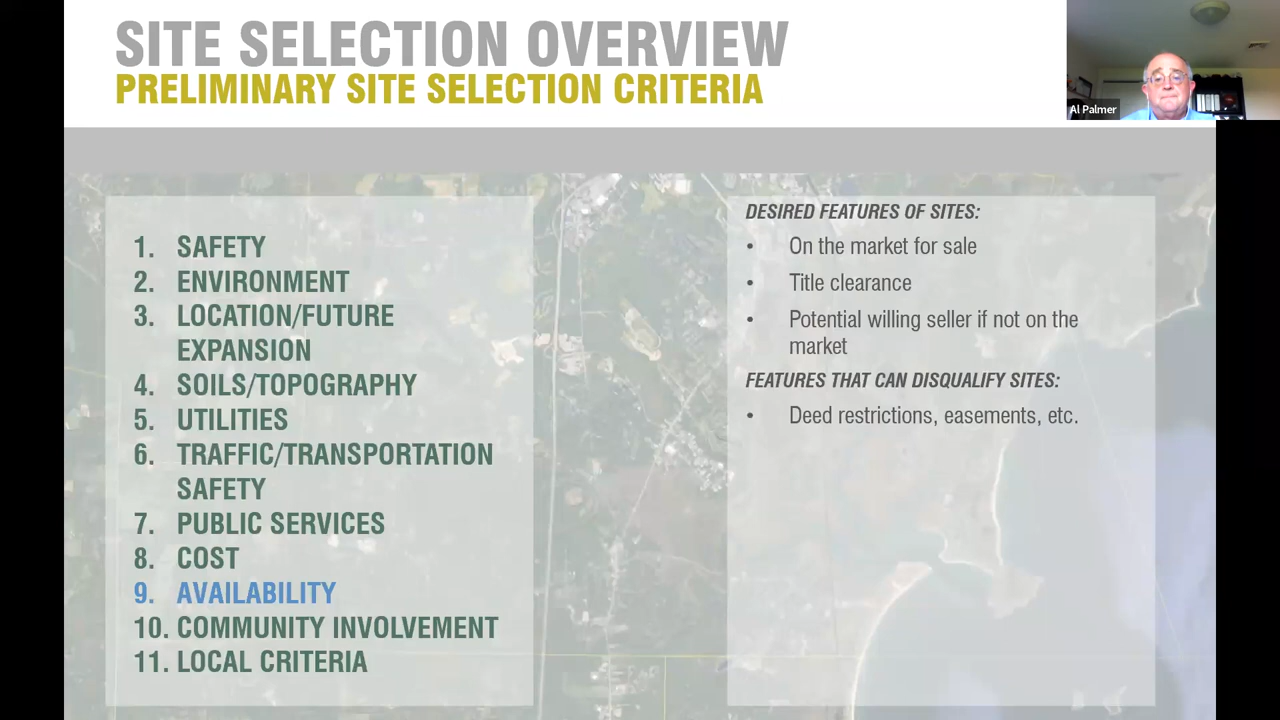 SITE SELECTION OVERVIEW
PRELIMINARY SITE SELECTION CRITERIA
Al Palmer
1. SAFETY
2. ENVIRONMENT
3. LOCATION/FUTURE
EXPANSION
4. SOILS/TOPOGRAPHY
5. UTILITIES
6. TRAFFIC/TRANSPORTATION
SAFETY
7. PUBLIC SERVICES
8. COST
9. AVAILABILITY
10. COMMUNITY INVOLVEMENT
11. LOCAL CRITERIA
DESIRED FEATURES OF SITES:
• On the market for sale
• Title clearance
• Potential willing seller if not on the
market
FEATURES THAT CAN DISQUALIFY SITES:
• Deed restrictions, easements, etc.